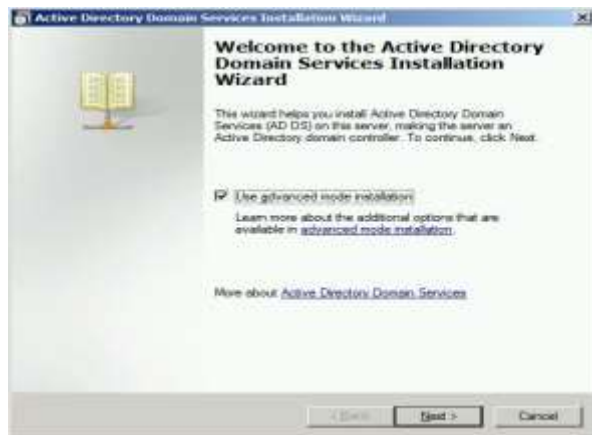 Active Directory Domain Services Installation Wizard
Welcome to the Active Directory
Domain Services Installation
Wizard
This wizard helps you install Active Directory Domain
Services (AD DS) on this server, making the server an
Active Directory domain controller. To continue, click Next.
Use advanced mode installation
Learn more about the additional options that are
available in advanced mode installation.
More about Active Directory Domain Services
< Back
Next >
Cancel